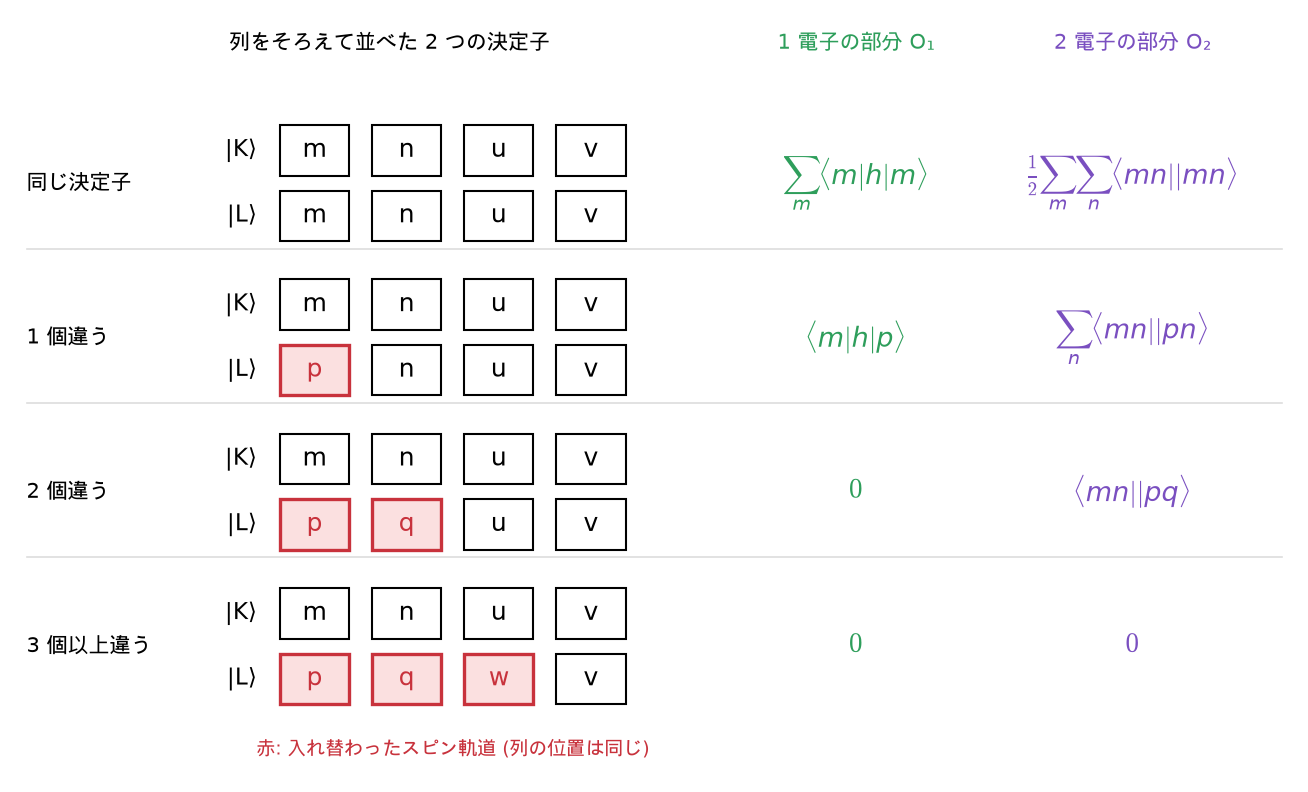 列をそろえて並べた 2 つの決定子 1 電子の部分 O₁ 2 電子の部分 O₂
|K⟩ m n u v
同じ決定子 ∑_m ⟨m|h|m⟩ 1/2 ∑_m ∑_n ⟨mn||mn⟩
|L⟩ m n u v
|K⟩ m n u v
1 個違う ⟨m|h|p⟩ ∑_n ⟨mn||pn⟩
|L⟩ p n u v
|K⟩ m n u v
2 個違う 0 ⟨mn||pq⟩
|L⟩ p q u v
|K⟩ m n u v
3 個以上違う 0 0
|L⟩ p q w v
赤: 入れ替わったスピン軌道 (列の位置は同じ)